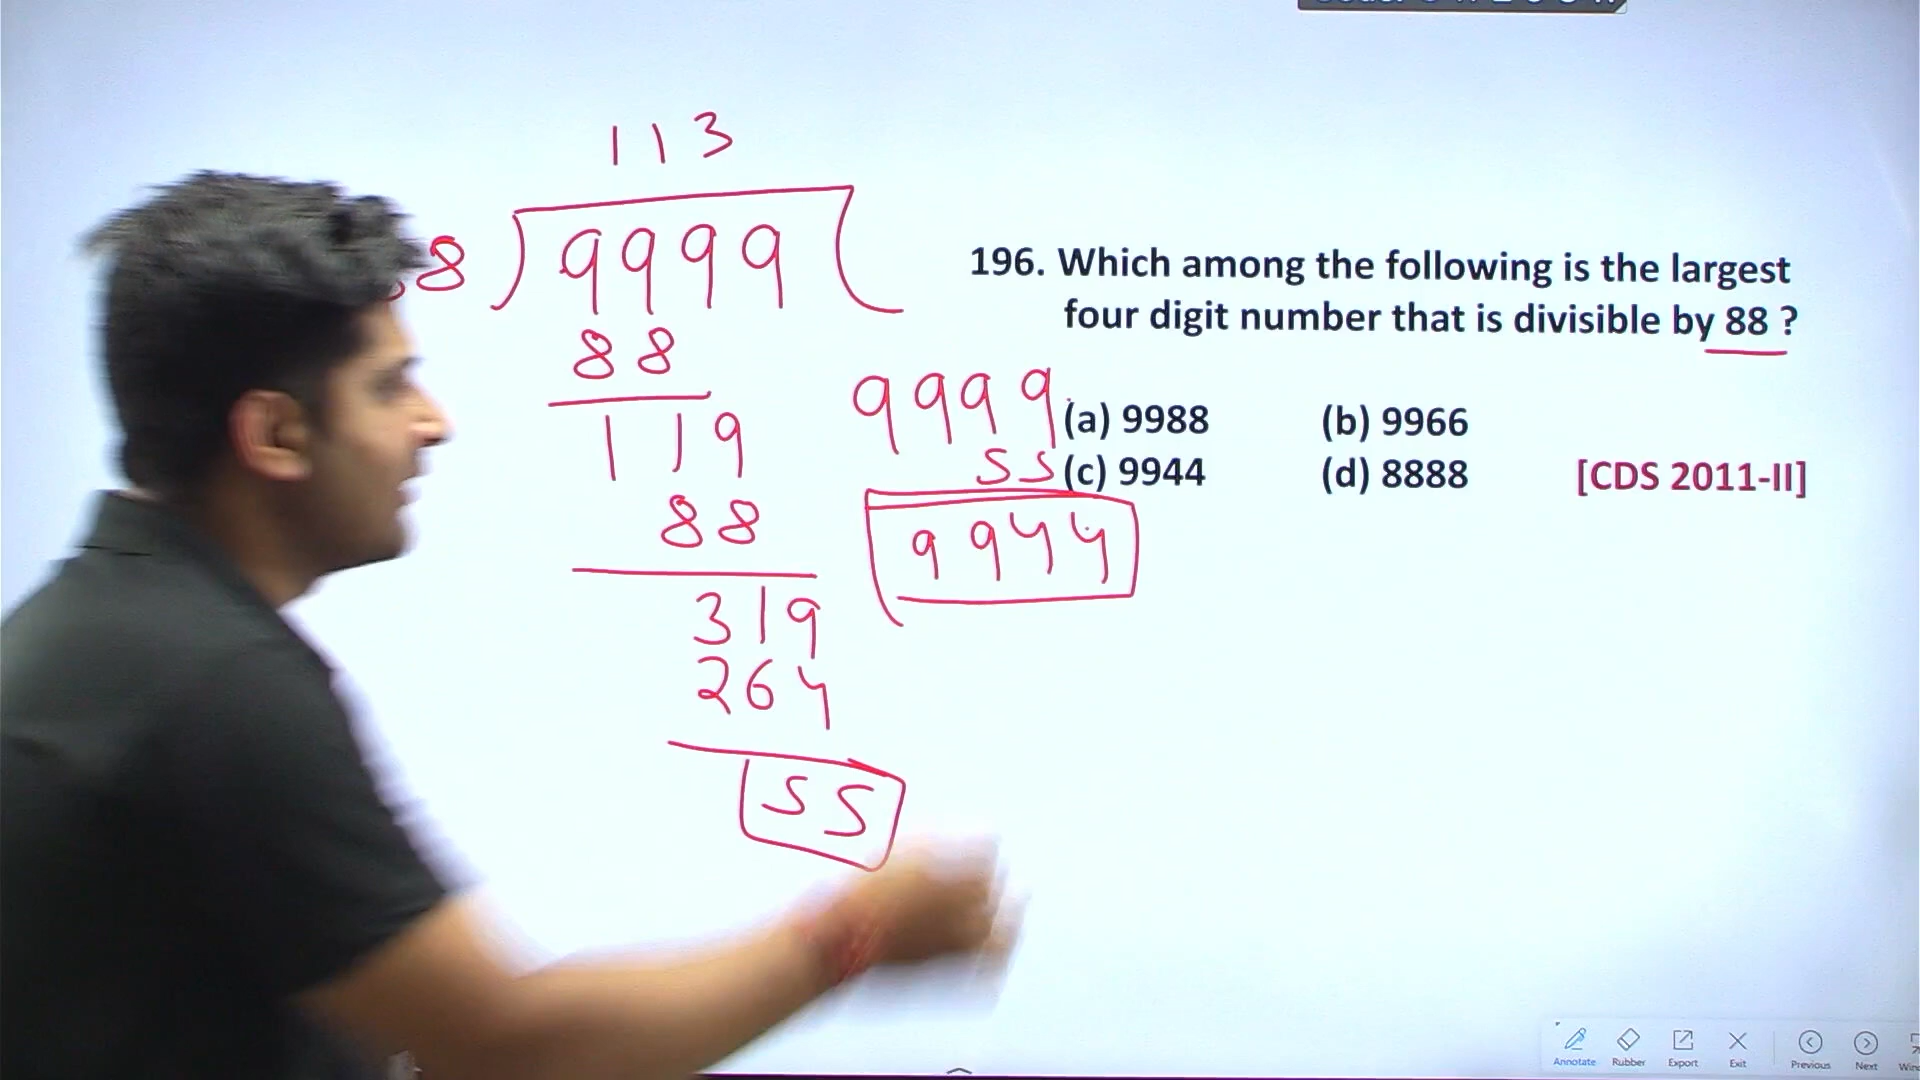 113
8 ) 9999 (
88
119
88
319
264
55
196. Which among the following is the largest
four digit number that is divisible by 88 ?
9999
55
9944
(a) 9988 (b) 9966
(c) 9944 (d) 8888 [CDS 2011-II]
Annotate Rubber Export Exit Previous Next